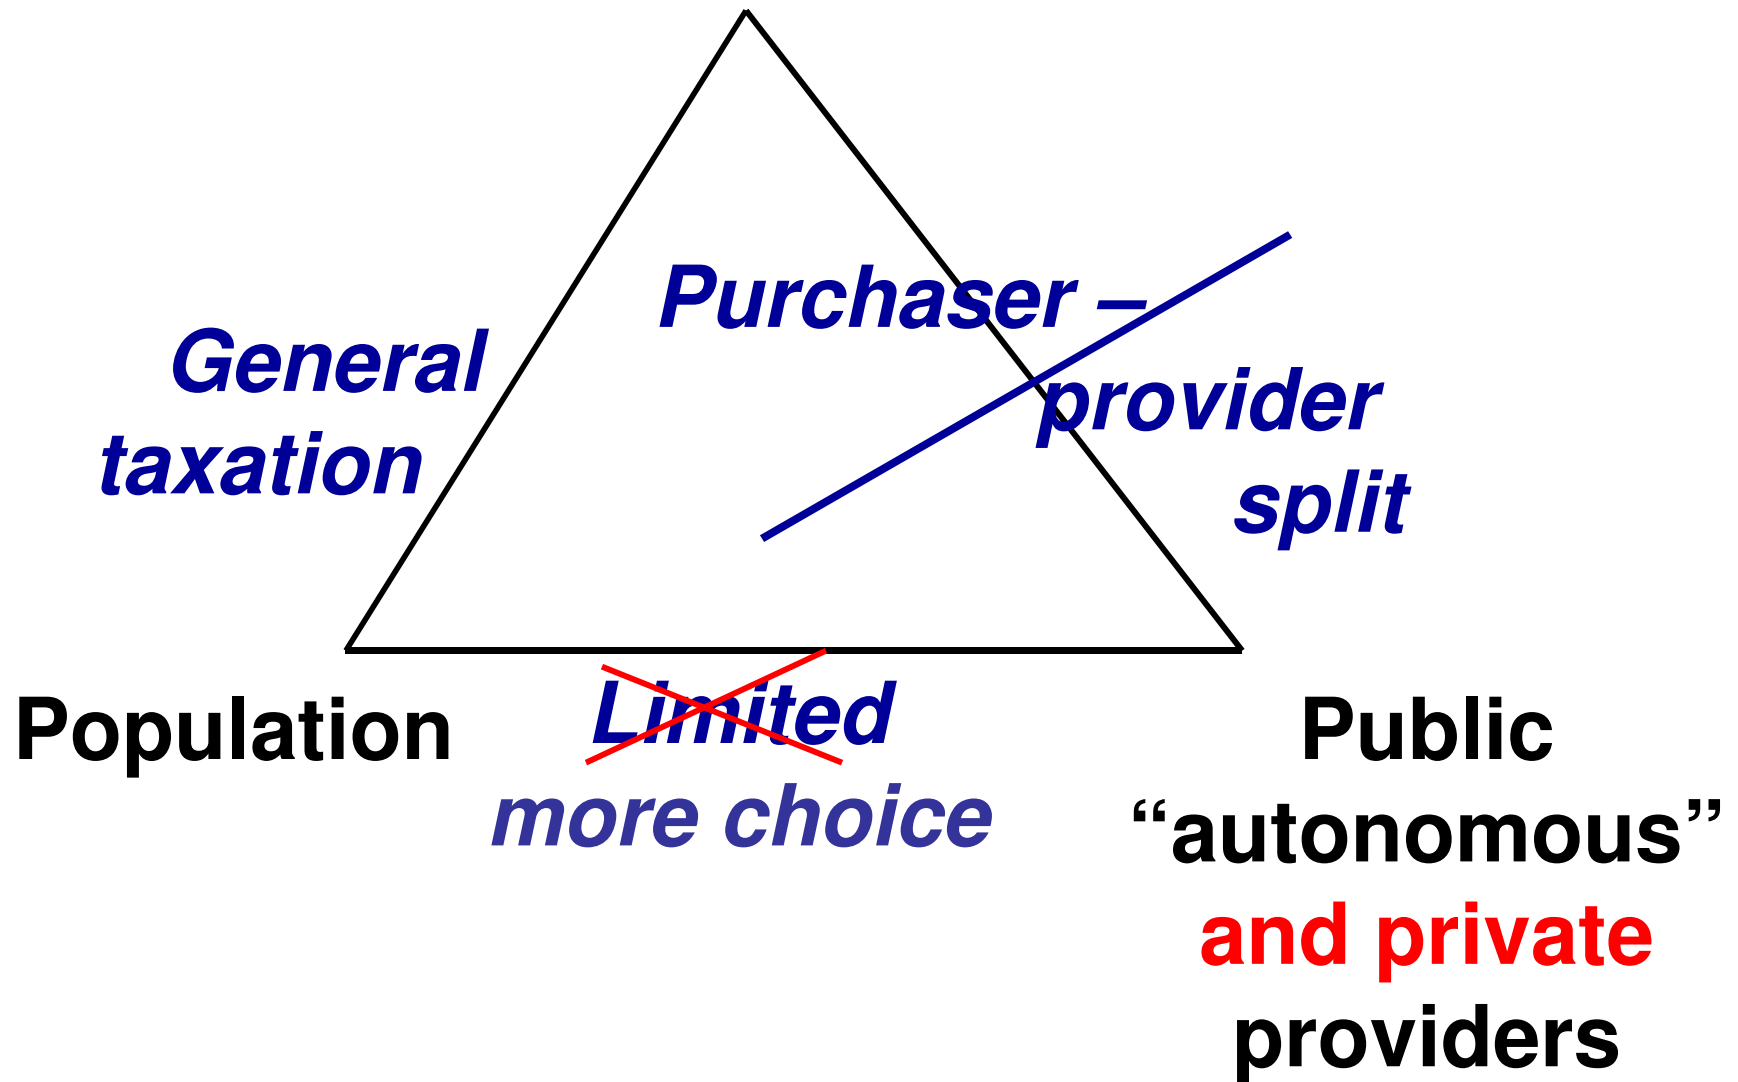 Purchaser –
General
provider
taxation
split
Population
Limited
more choice
Public
“autonomous”
and private
providers